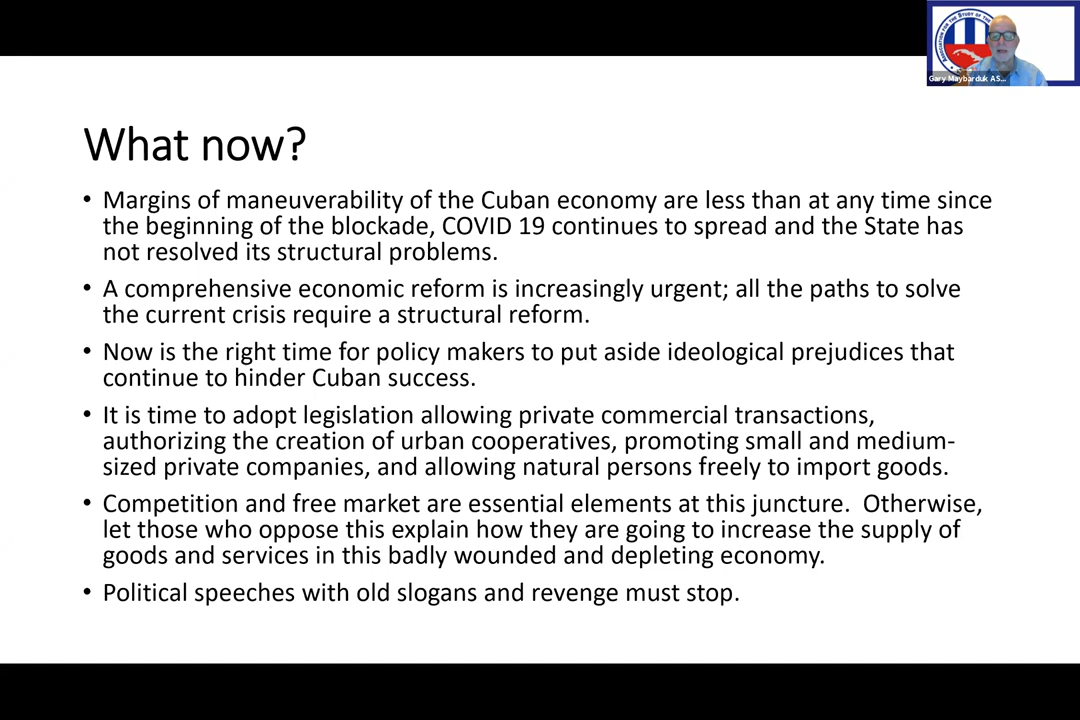 ASSOCIATION FOR THE STUDY OF THE
Gary Maybarduk AS...
What now?
• Margins of maneuverability of the Cuban economy are less than at any time since
the beginning of the blockade, COVID 19 continues to spread and the State has
not resolved its structural problems.
• A comprehensive economic reform is increasingly urgent; all the paths to solve
the current crisis require a structural reform.
• Now is the right time for policy makers to put aside ideological prejudices that
continue to hinder Cuban success.
• It is time to adopt legislation allowing private commercial transactions,
authorizing the creation of urban cooperatives, promoting small and medium-
sized private companies, and allowing natural persons freely to import goods.
• Competition and free market are essential elements at this juncture.  Otherwise,
let those who oppose this explain how they are going to increase the supply of
goods and services in this badly wounded and depleting economy.
• Political speeches with old slogans and revenge must stop.